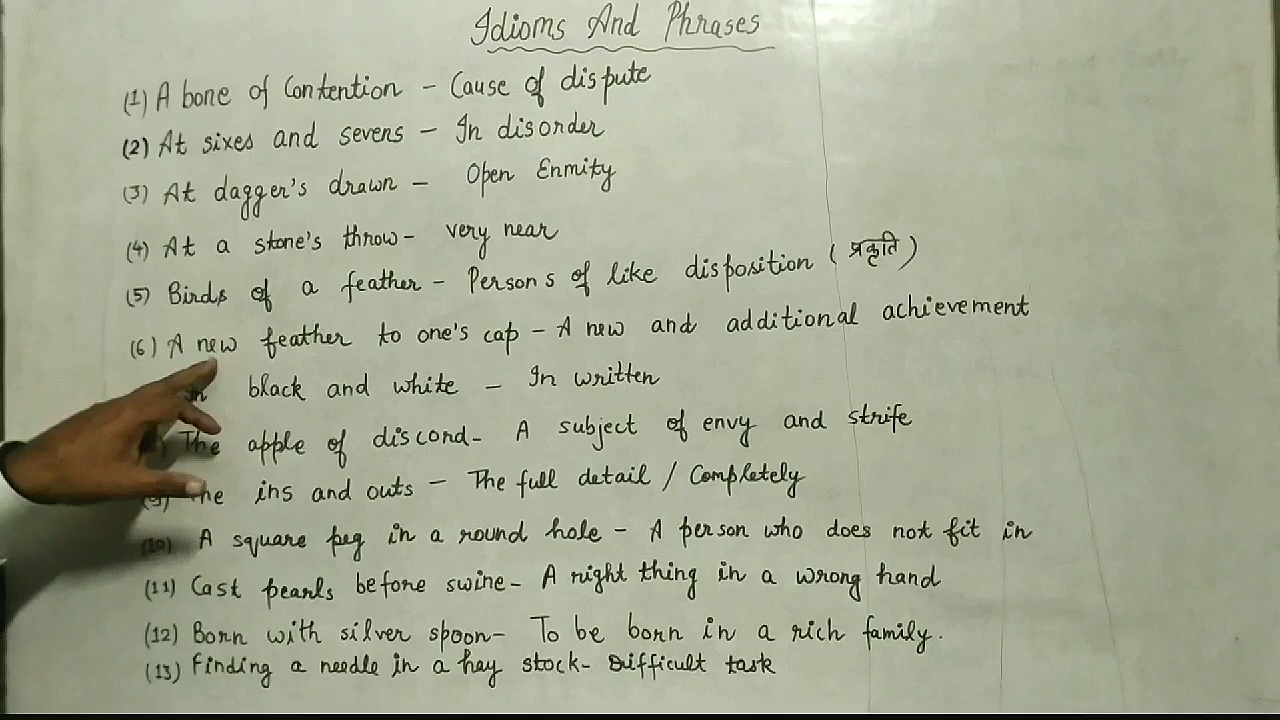 Idioms And Phrases
(1) A bone of Contention - Cause of dispute
(2) At sixes and sevens - In disorder
(3) At dagger's drawn - Open Enmity
(4) At a stone's throw - very near
(5) Birds of a feather - Persons of like disposition (प्रकृति)
(6) A new feather to one's cap - A new and additional achievement
In black and white - In written
The apple of discord - A subject of envy and strife
(9) The ins and outs - The full detail / Completely
(10) A square peg in a round hole - A person who does not fit in
(11) Cast pearls before swine - A right thing in a wrong hand
(12) Born with silver spoon - To be born in a rich family.
(13) Finding a needle in a hay stock - Difficult task